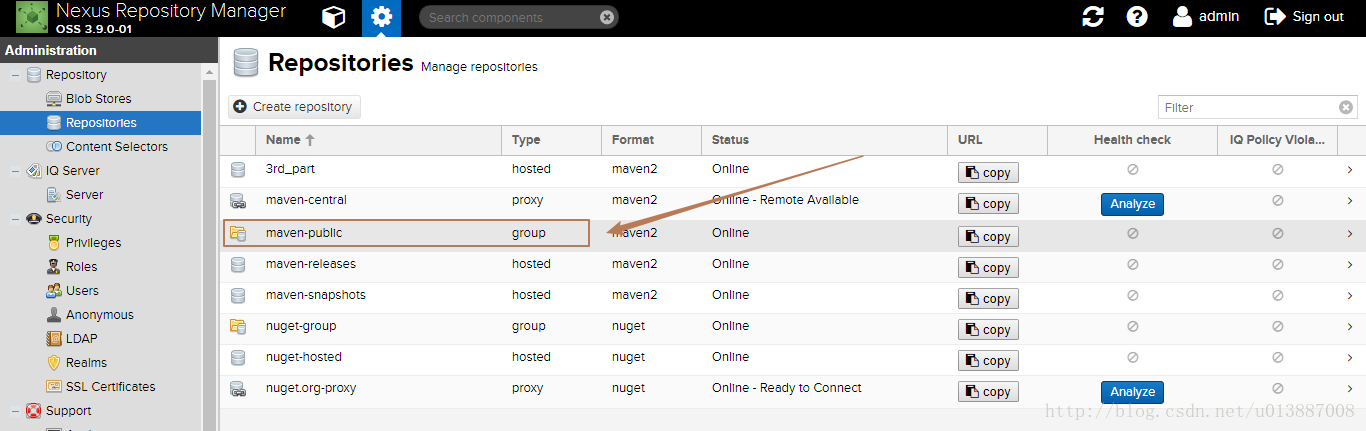 Nexus Repository Manager
OSS 3.9.0-01
Search components
admin
Sign out
Administration
Repository
Blob Stores
Repositories
Content Selectors
IQ Server
Server
Security
Privileges
Roles
Users
Anonymous
LDAP
Realms
SSL Certificates
Support
Repositories Manage repositories
Create repository
Filter
Name Type Format Status URL Health check IQ Policy Viola...
3rd_part hosted maven2 Online copy
maven-central proxy maven2 Online - Remote Available copy Analyze
maven-public group maven2 Online copy
maven-releases hosted maven2 Online copy
maven-snapshots hosted maven2 Online copy
nuget-group group nuget Online copy
nuget-hosted hosted nuget Online copy
nuget.org-proxy proxy nuget Online - Ready to Connect copy Analyze
http://blog.csdn.net/u013887008